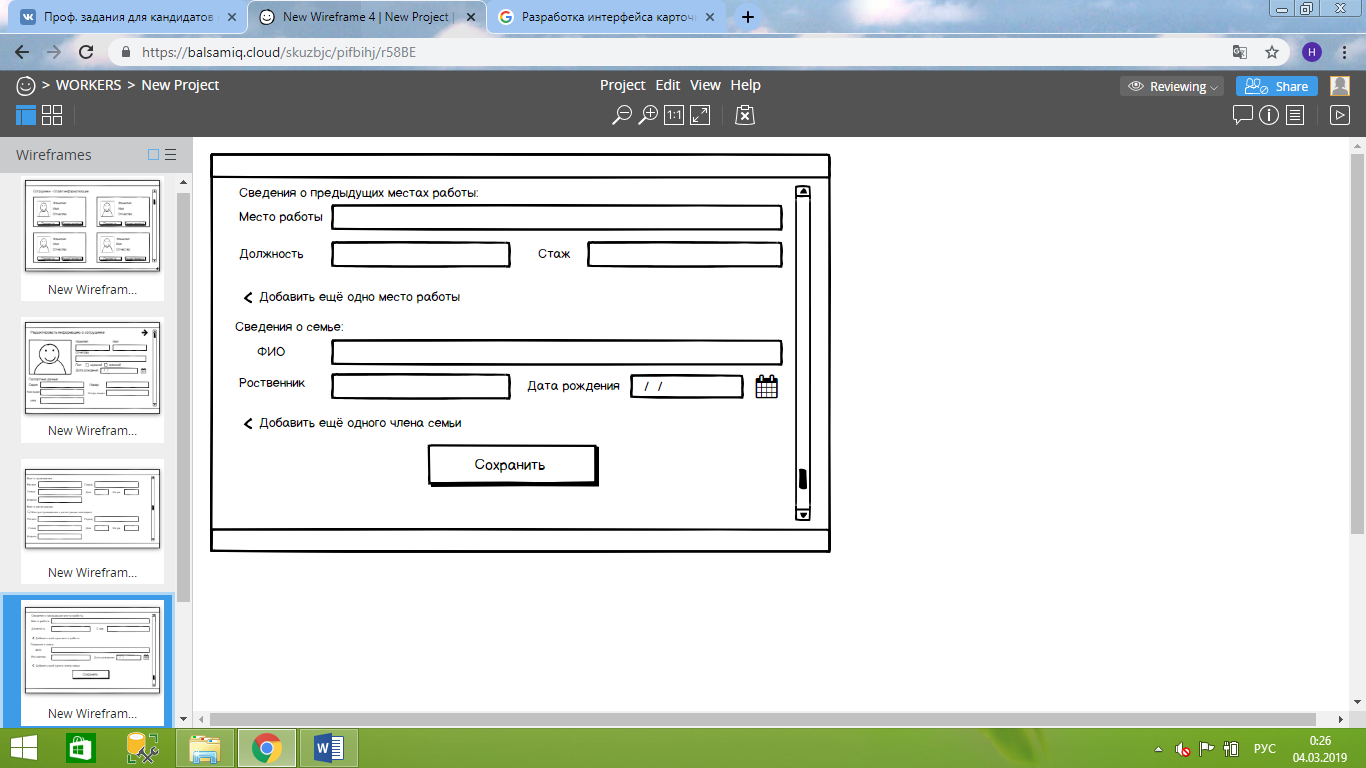 Проф. задания для кандидатов
New Wireframe 4 | New Project |
Разработка интерфейса карточ
https://balsamiq.cloud/skuzbjc/pifbihj/r58BE
H
> WORKERS > New Project
Project Edit View Help
Reviewing
Share
1:1
Wireframes
New Wirefram...
New Wirefram...
New Wirefram...
New Wirefram...
Сведения о предыдущих местах работы:
Место работы
Должность
Стаж
Добавить ещё одно место работы
Сведения о семье:
ФИО
Роственник
Дата рождения
/ /
Добавить ещё одного члена семьи
Сохранить
РУС
0:26
04.03.2019